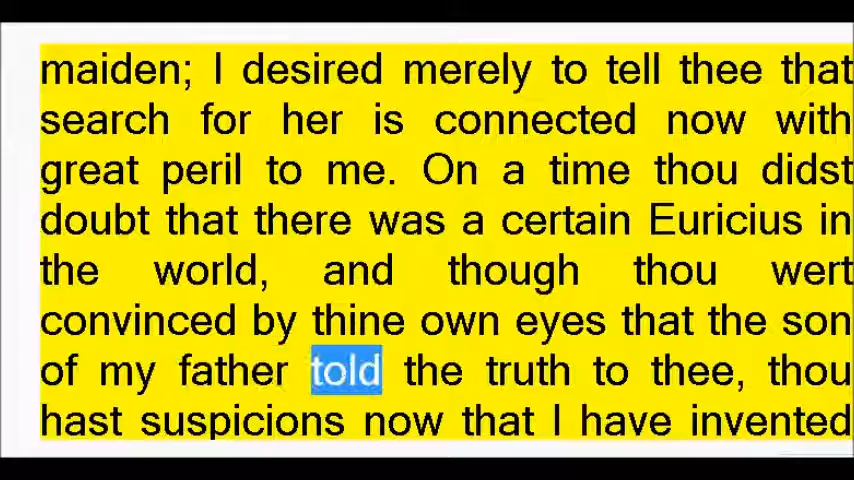 maiden; I desired merely to tell thee that
search for her is connected now with
great peril to me. On a time thou didst
doubt that there was a certain Euricius in
the world, and though thou wert
convinced by thine own eyes that the son
of my father told the truth to thee, thou
hast suspicions now that I have invented